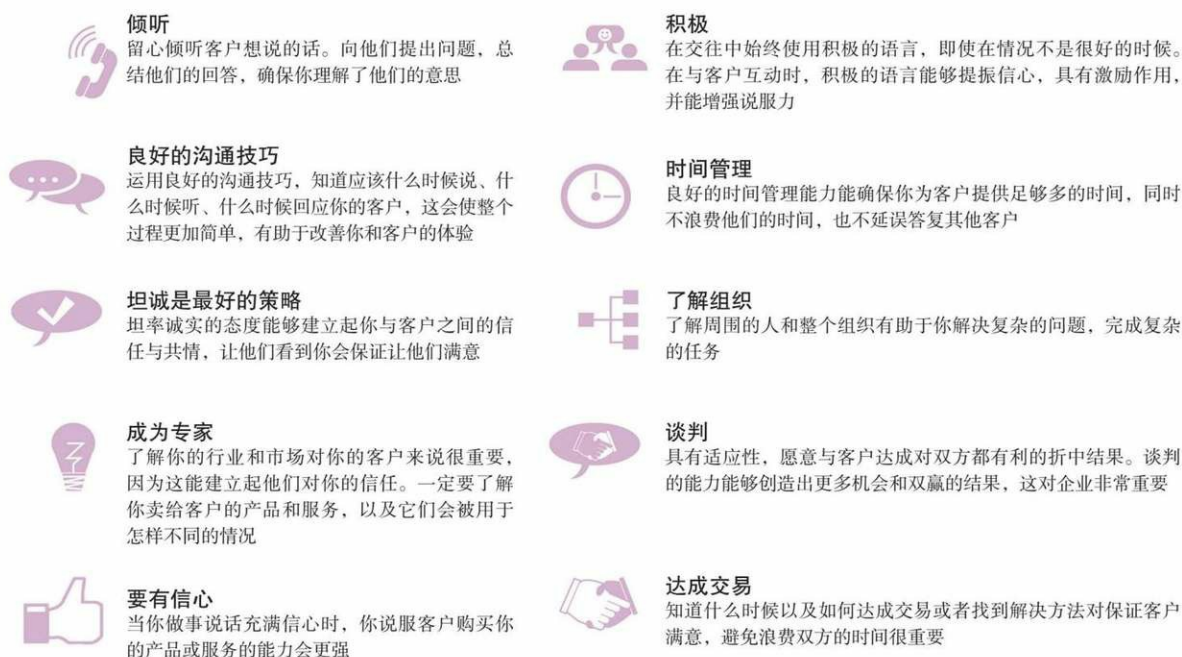 倾听
留心倾听客户想说的话。向他们提出问题，总
结他们的回答，确保你理解了他们的意思
良好的沟通技巧
运用良好的沟通技巧，知道应该什么时候说、什
么时候听、什么时候回应你的客户，这会使整个
过程更加简单，有助于改善你和客户的体验
坦诚是最好的策略
坦率诚实的态度能够建立起你与客户之间的信
任与共情，让他们看到你会保证让他们满意
成为专家
了解你的行业和市场对你的客户来说很重要，
因为这能建立起他们对你的信任。一定要了解
你卖给客户的产品和服务，以及它们会被用于
怎样不同的情况
要有信心
当你做事说话充满信心时，你说服客户购买你
的产品或服务的能力会更强
积极
在交往中始终使用积极的语言，即使在情况不是很好的时候。
在与客户互动时，积极的语言能够提振信心，具有激励作用，
并能增强说服力
时间管理
良好的时间管理能力能确保你为客户提供足够多的时间，同时
不浪费他们的时间，也不延误答复其他客户
了解组织
了解周围的人和整个组织有助于你解决复杂的问题，完成复杂
的任务
谈判
具有适应性，愿意与客户达成对双方都有利的折中结果。谈判
的能力能够创造出更多机会和双赢的结果，这对企业非常重要
达成交易
知道什么时候以及如何达成交易或者找到解决方法对保证客户
满意，避免浪费双方的时间很重要